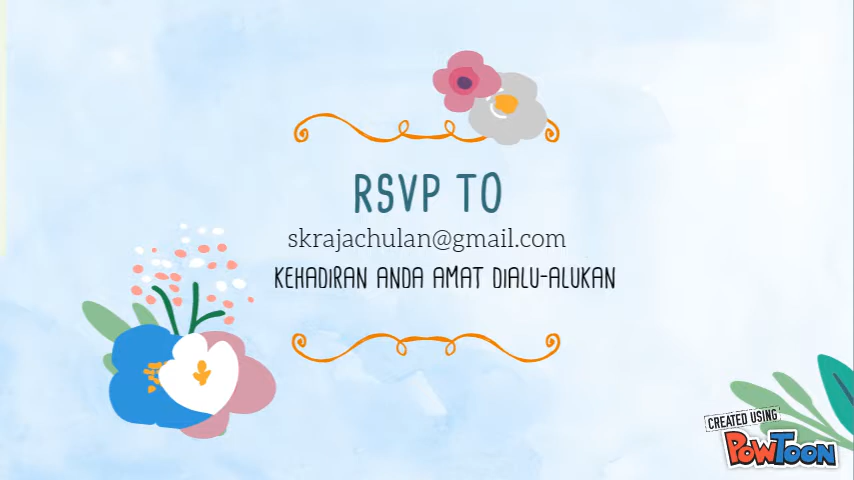 RSVP TO
skrajachulan@gmail.com
KEHADIRAN ANDA AMAT DIALU-ALUKAN
CREATED USING
POWTOON